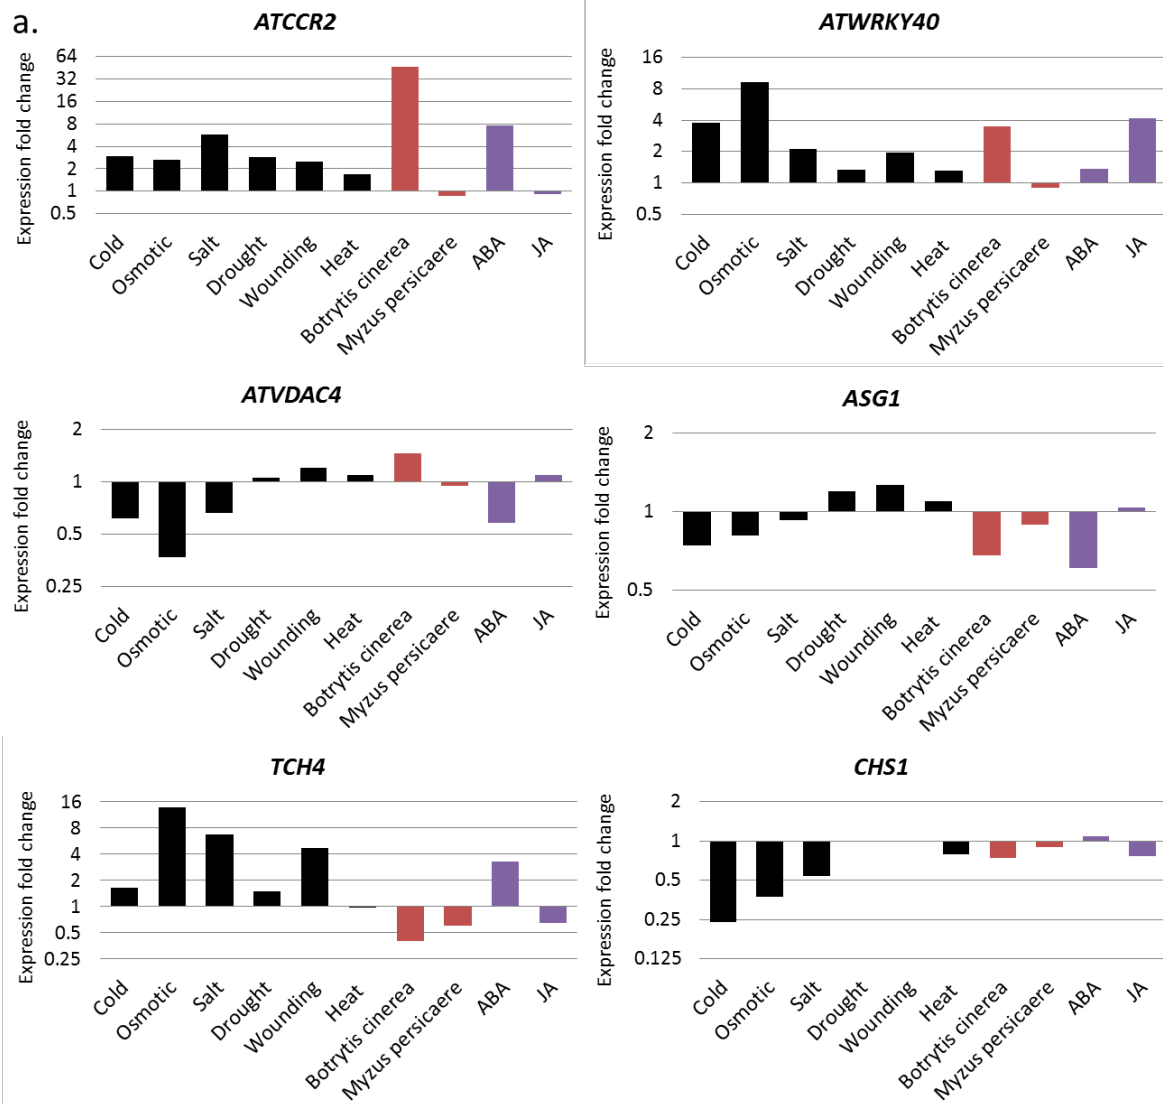 a.
ATCCR2
Expression fold change
64
32
16
8
4
2
1
0.5
Cold
Osmotic
Salt
Drought
Wounding
Heat
Botrytis cinerea
Myzus persicaere
ABA
JA
ATWRKY40
Expression fold change
16
8
4
2
1
0.5
Cold
Osmotic
Salt
Drought
Wounding
Heat
Botrytis cinerea
Myzus persicaere
ABA
JA
ATVDAC4
Expression fold change
2
1
0.5
0.25
Cold
Osmotic
Salt
Drought
Wounding
Heat
Botrytis cinerea
Myzus persicaere
ABA
JA
ASG1
Expression fold change
2
1
0.5
Cold
Osmotic
Salt
Drought
Wounding
Heat
Botrytis cinerea
Myzus persicaere
ABA
JA
TCH4
Expression fold change
16
8
4
2
1
0.5
0.25
Cold
Osmotic
Salt
Drought
Wounding
Heat
Botrytis cinerea
Myzus persicaere
ABA
JA
CHS1
Expression fold change
2
1
0.5
0.25
0.125
Cold
Osmotic
Salt
Drought
Wounding
Heat
Botrytis cinerea
Myzus persicaere
ABA
JA